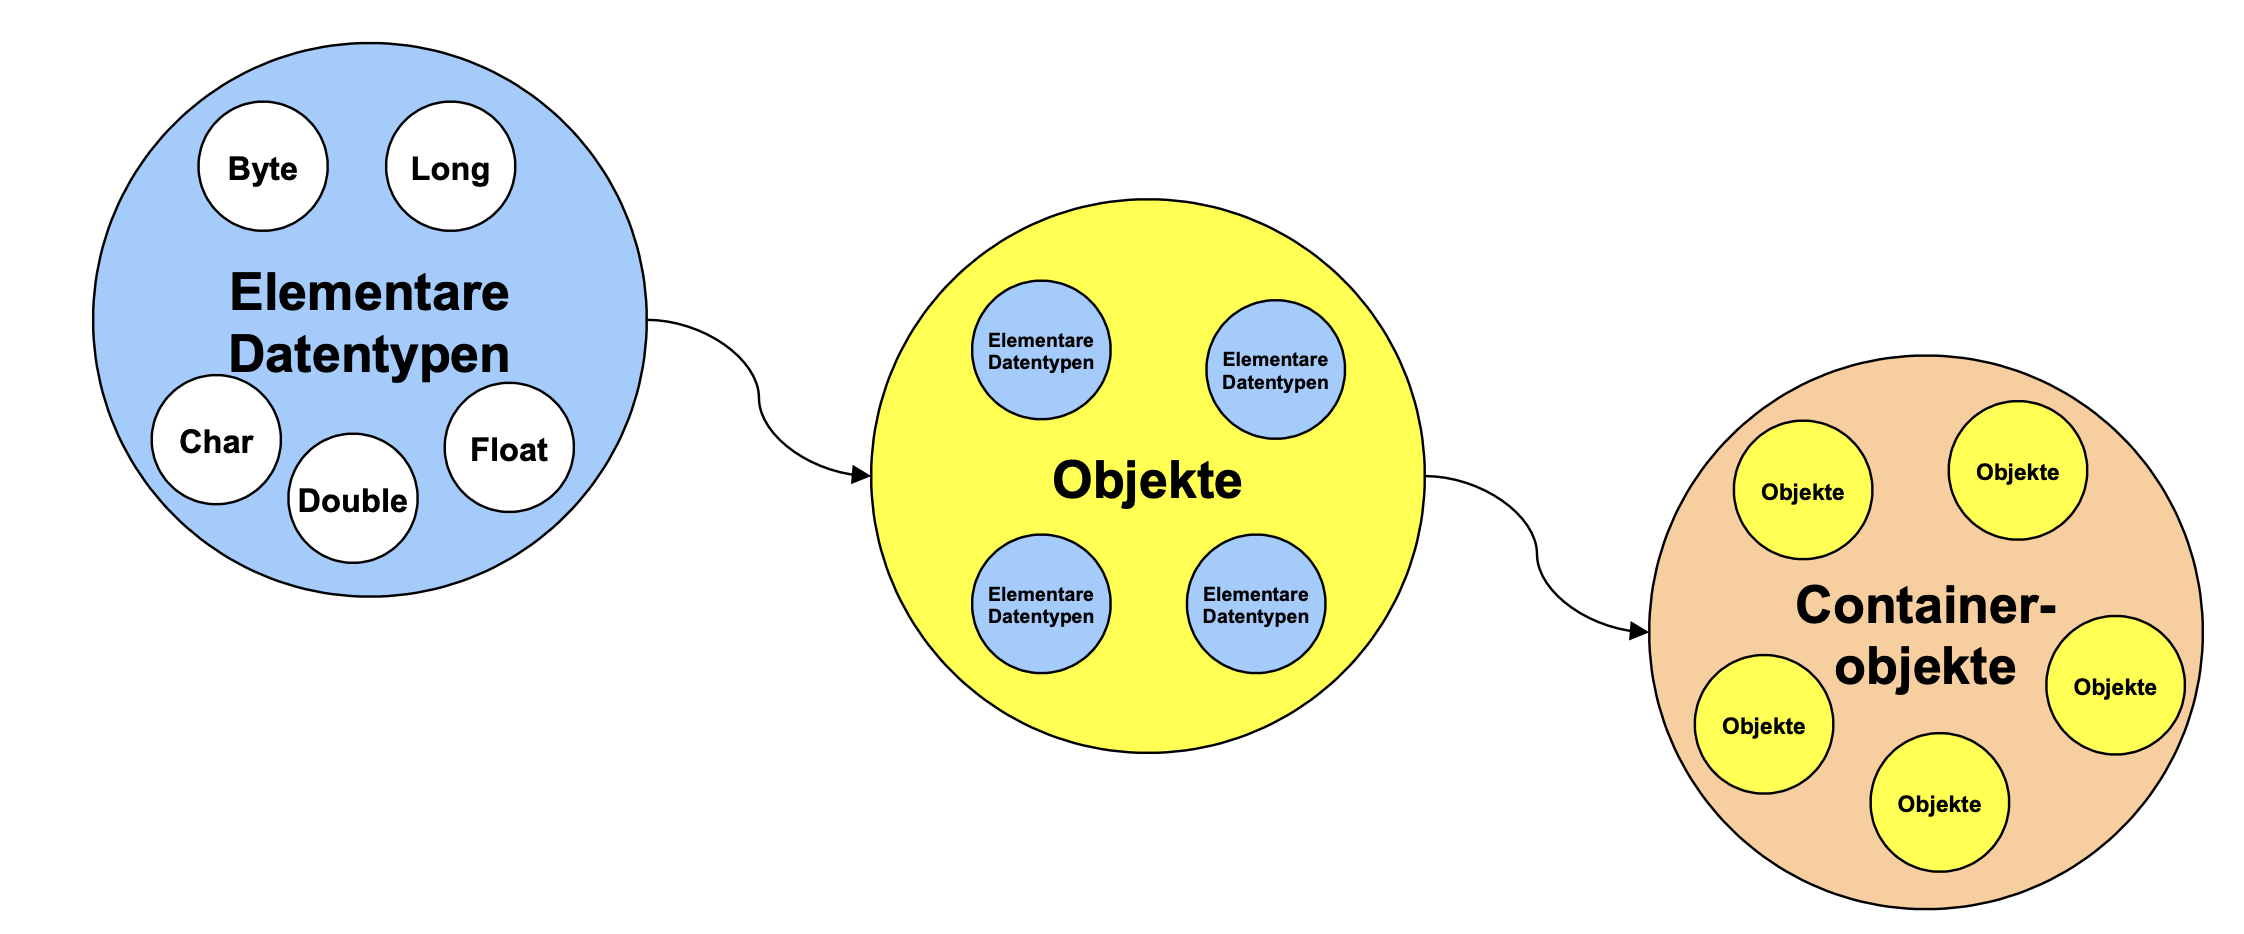 Byte
Long
Elementare
Datentypen
Char
Double
Float
Elementare
Datentypen
Elementare
Datentypen
Objekte
Elementare
Datentypen
Elementare
Datentypen
Objekte
Objekte
Container-
objekte
Objekte
Objekte
Objekte